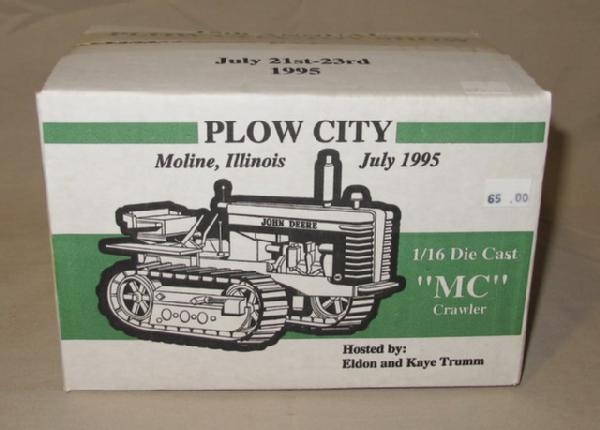 July 21st-23rd
1995
PLOW CITY
Moline, Illinois July 1995
65.00
JOHN DEERE
1/16 Die Cast
"MC"
Crawler
Hosted by:
Eldon and Kaye Trumm